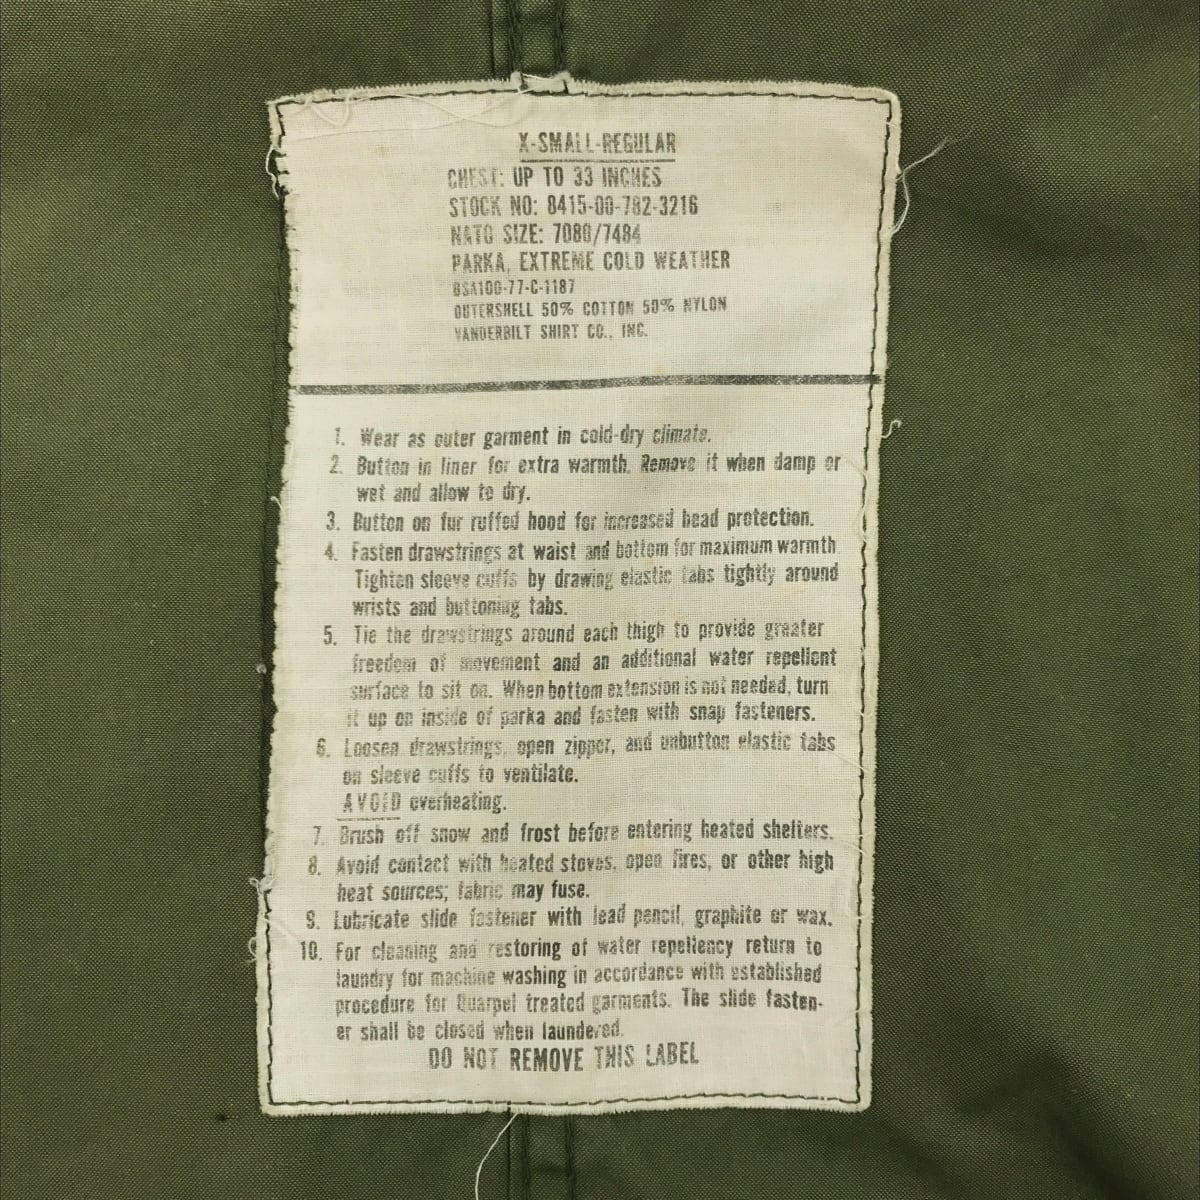 X-SMALL-REGULAR
CHEST: UP TO 33 INCHES
STOCK NO: 8415-00-782-3216
NATO SIZE: 7080/7484
PARKA, EXTREME COLD WEATHER
DSA100-77-C-1187
OUTERSHELL 50% COTTON 50% NYLON
VANDERBILT SHIRT CO., INC.
1. Wear as outer garment in cold-dry climate.
2. Button in liner for extra warmth. Remove it when damp or
wet and allow to dry.
3. Button on fur ruffed hood for increased head protection.
4. Fasten drawstrings at waist and bottom for maximum warmth
Tighten sleeve cuffs by drawing elastic tabs tightly around
wrists and buttoning tabs.
5. Tie the drawstrings around each thigh to provide greater
freedom of movement and an additional water repellent
surface to sit on. When bottom extension is not needed, turn
it up on inside of parka and fasten with snap fasteners.
6. Loosen drawstrings, open zipper, and unbutton elastic tabs
on sleeve cuffs to ventilate.
AVOID overheating.
7. Brush off snow and frost before entering heated shelters.
8. Avoid contact with heated stoves, open fires, or other high
heat sources; fabric may fuse.
9. Lubricate slide fastener with lead pencil, graphite or wax.
10. For cleaning and restoring of water repellency return to
laundry for machine washing in accordance with established
procedure for Quarpel treated garments. The slide fasten-
er shall be closed when laundered.
DO NOT REMOVE THIS LABEL